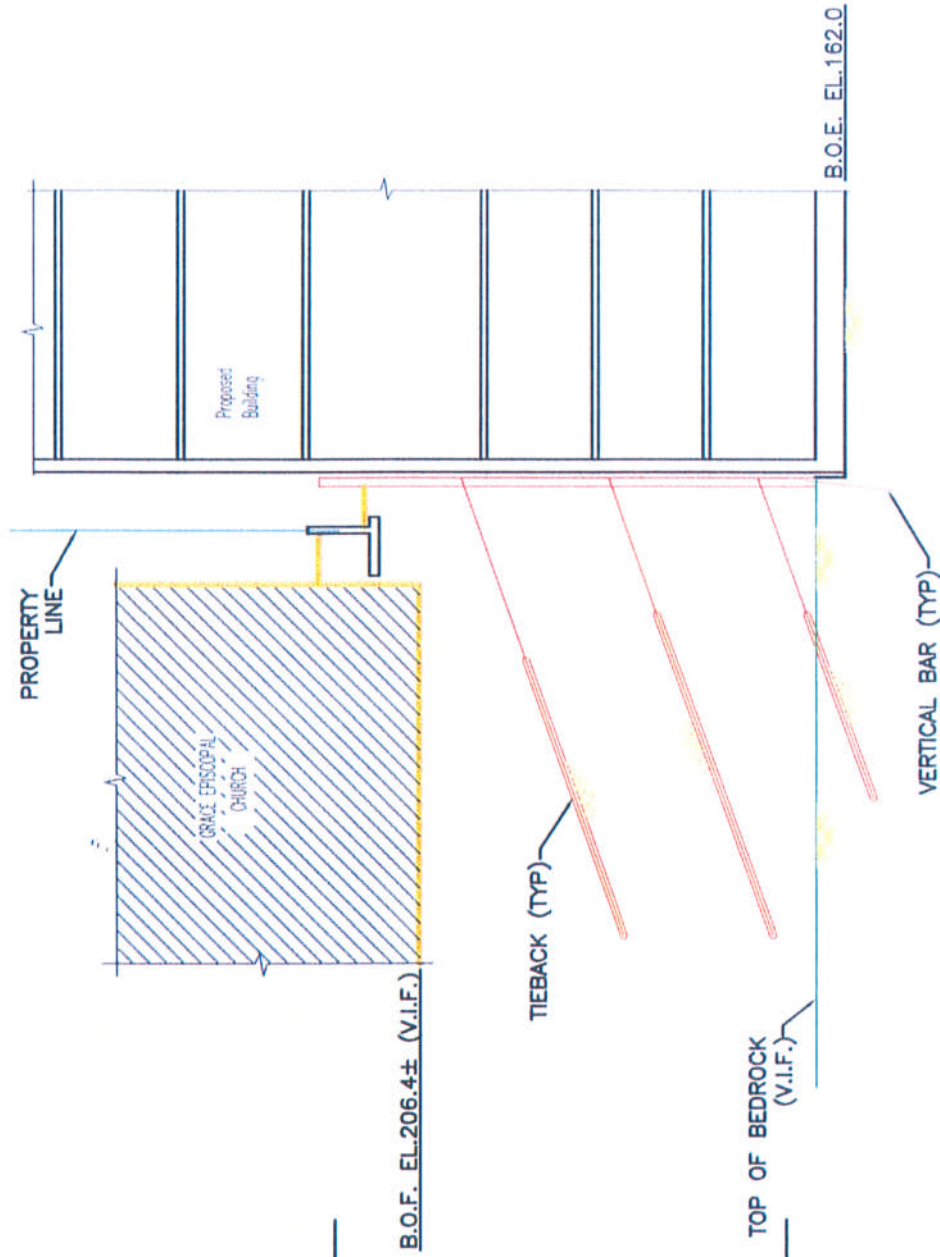 PROPERTY
LINE
Proposed
Building
GRACE EPISCOPAL
CHURCH
B.O.F. EL.206.4± (V.I.F.)
TIEBACK (TYP)
TOP OF BEDROCK
(V.I.F.)
VERTICAL BAR (TYP)
B.O.E. EL.162.0